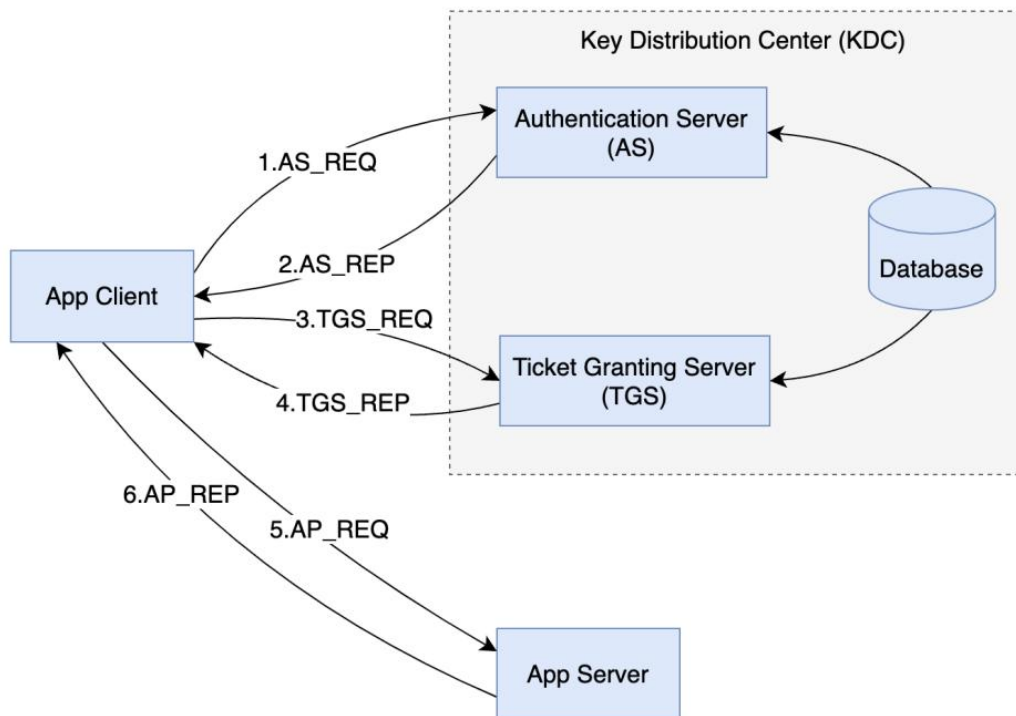 Key Distribution Center (KDC)
Authentication Server
(AS)
1.AS_REQ
2.AS_REP
Database
App Client
3.TGS_REQ
Ticket Granting Server
(TGS)
4.TGS_REP
6.AP_REP
5.AP_REQ
App Server